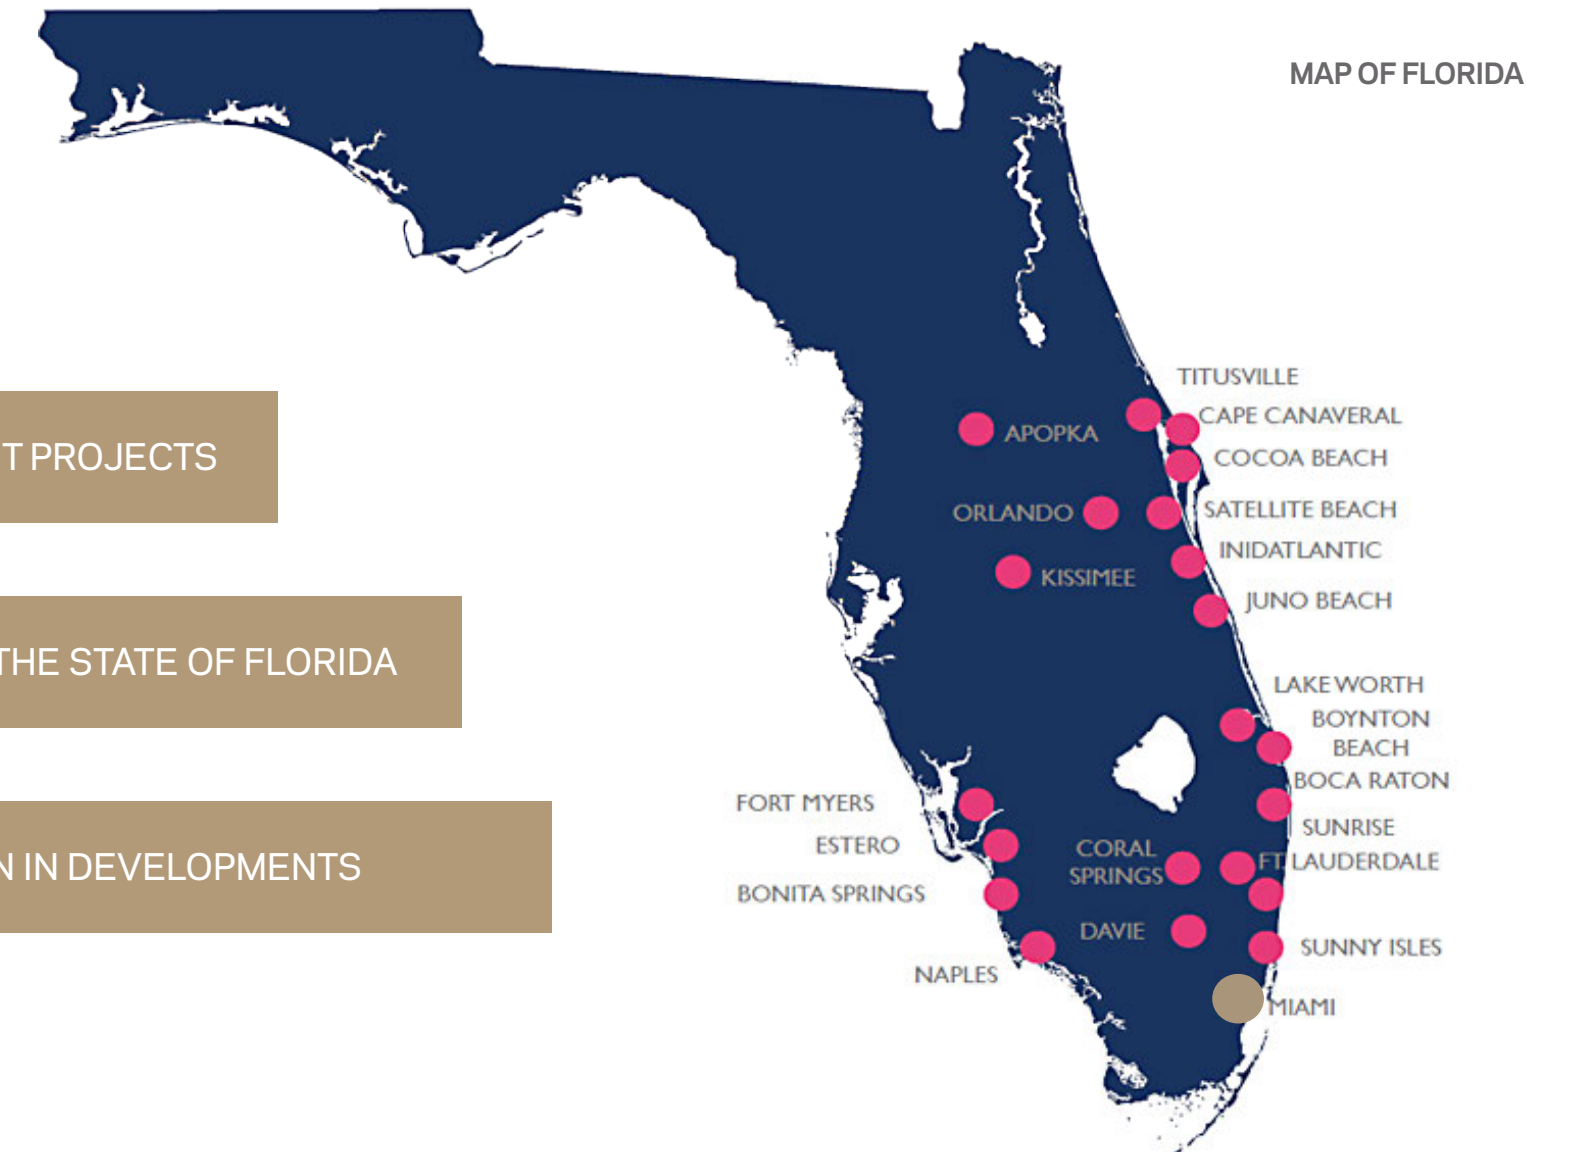 MAP OF FLORIDA
T PROJECTS
THE STATE OF FLORIDA
N IN DEVELOPMENTS
TITUSVILLE
CAPE CANAVERAL
APOPKA
COCOA BEACH
ORLANDO
SATELLITE BEACH
INIDATLANTIC
KISSIMEE
JUNO BEACH
LAKE WORTH
BOYNTON
BEACH
BOCA RATON
FORT MYERS
SUNRISE
ESTERO
CORAL
SPRINGS
FT. LAUDERDALE
BONITA SPRINGS
DAVIE
SUNNY ISLES
NAPLES
MIAMI